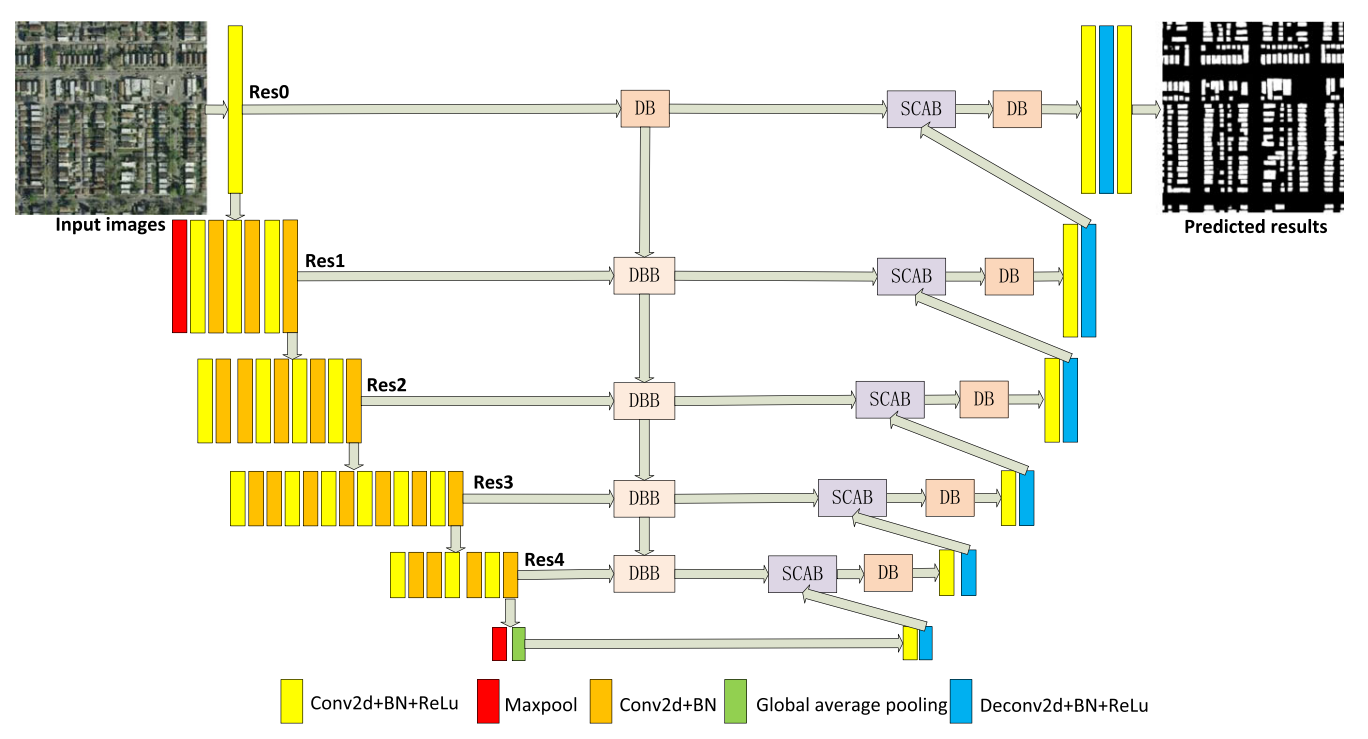 Res0
DB
SCAB
DB
Input images
Predicted results
Res1
DBB
SCAB
DB
Res2
DBB
SCAB
DB
Res3
DBB
SCAB
DB
Res4
DBB
SCAB
DB
Conv2d+BN+ReLu
Maxpool
Conv2d+BN
Global average pooling
Deconv2d+BN+ReLu